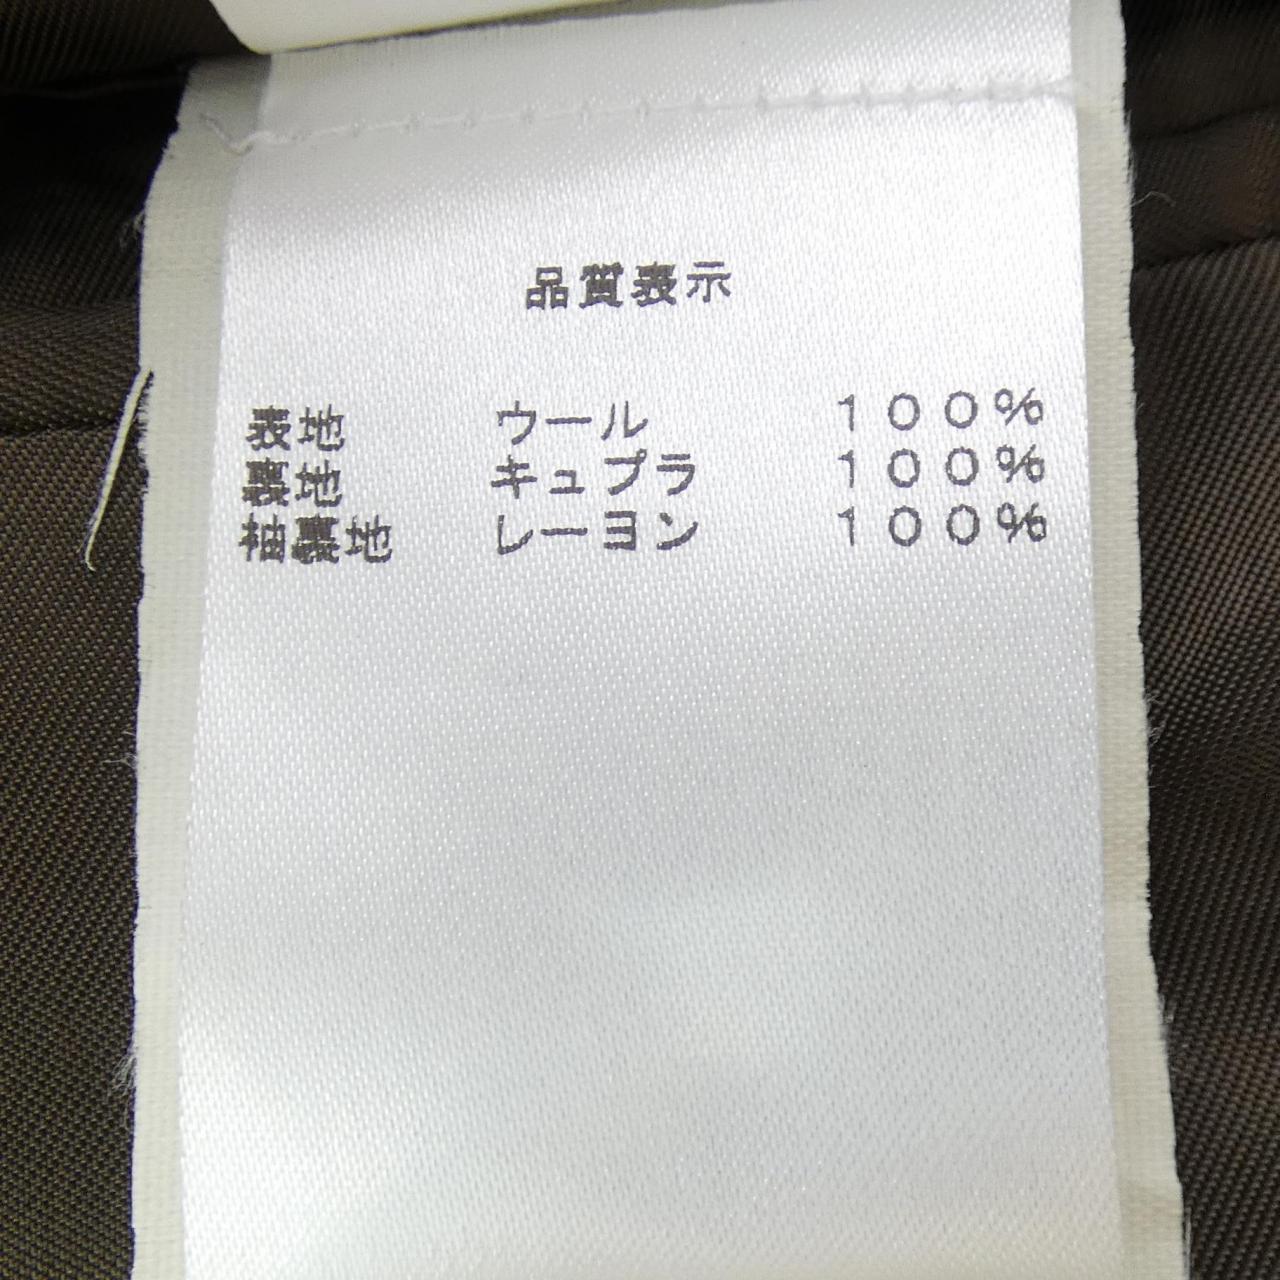 品質表示
表地 ウール 100%
裏地 キュプラ 100%
袖裏地 レーヨン 100%